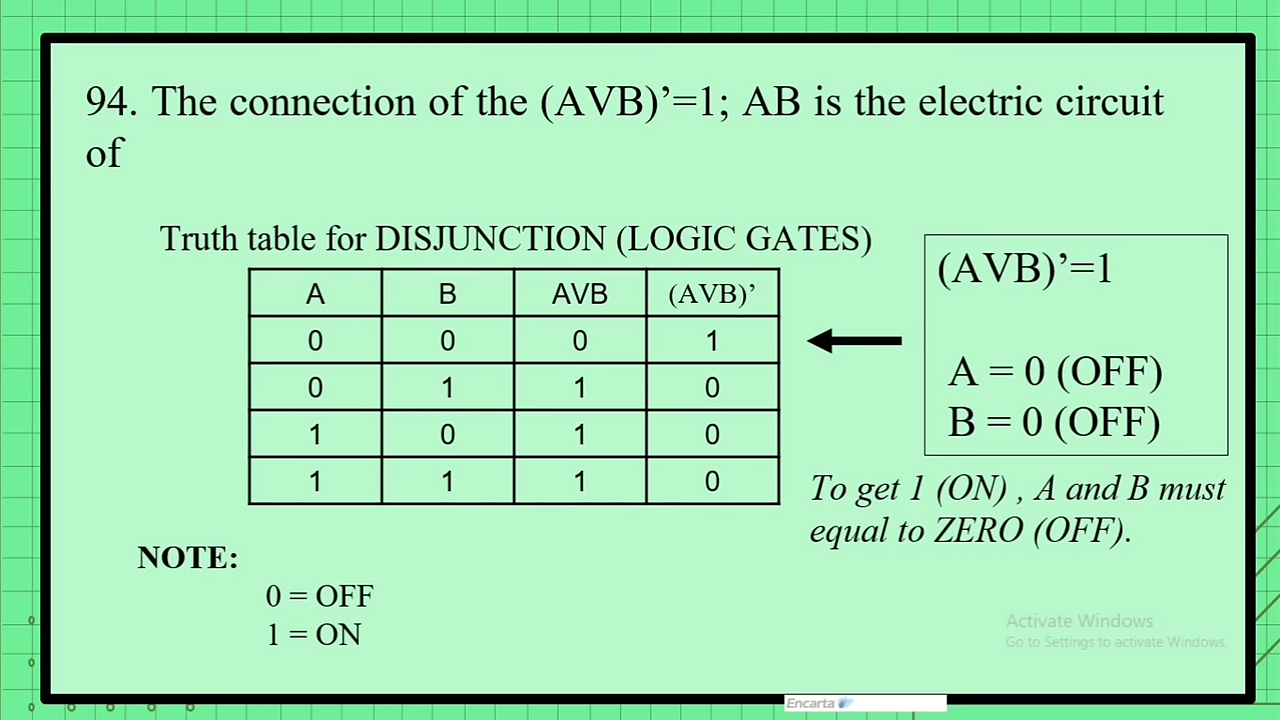 94. The connection of the (AVB)’=1; AB is the electric circuit
of
Truth table for DISJUNCTION (LOGIC GATES)
A B AVB (AVB)’
0 0 0 1
0 1 1 0
1 0 1 0
1 1 1 0
(AVB)’=1
A = 0 (OFF)
B = 0 (OFF)
To get 1 (ON) , A and B must
equal to ZERO (OFF).
NOTE:
0 = OFF
1 = ON
Activate Windows
Go to Settings to activate Windows.
Encarta